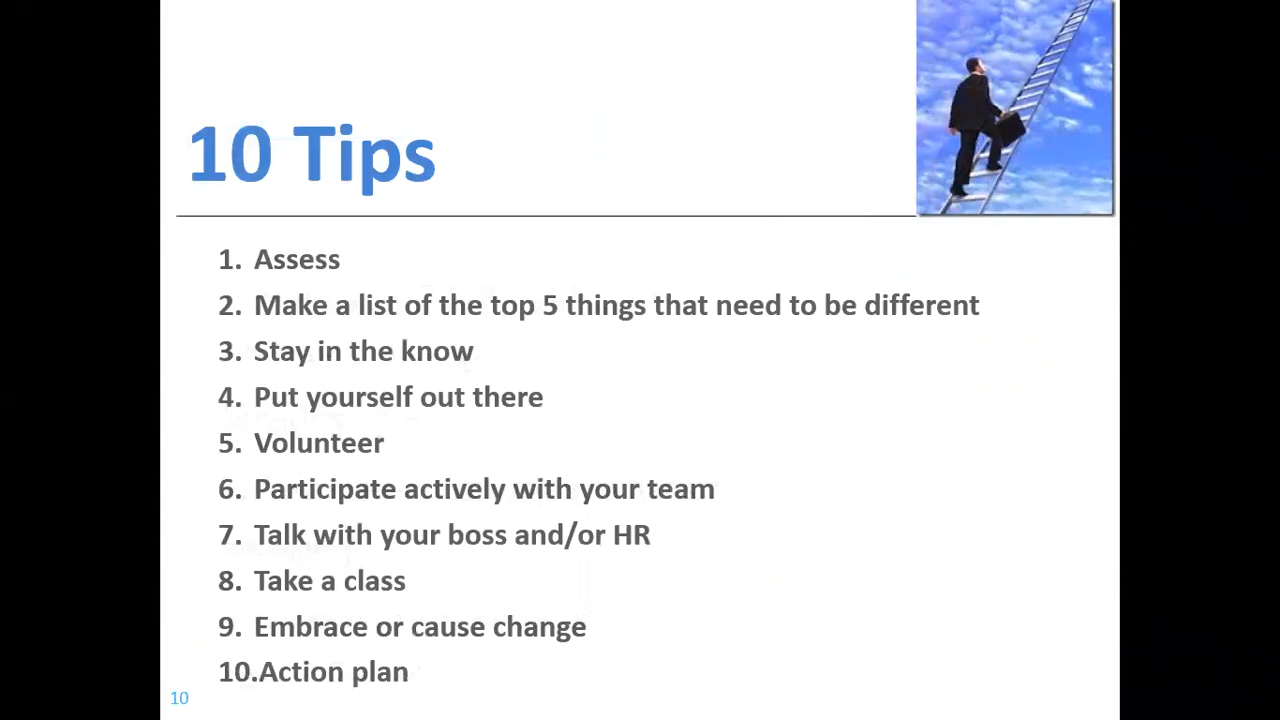 10 Tips
1. Assess
2. Make a list of the top 5 things that need to be different
3. Stay in the know
4. Put yourself out there
5. Volunteer
6. Participate actively with your team
7. Talk with your boss and/or HR
8. Take a class
9. Embrace or cause change
10.Action plan
10